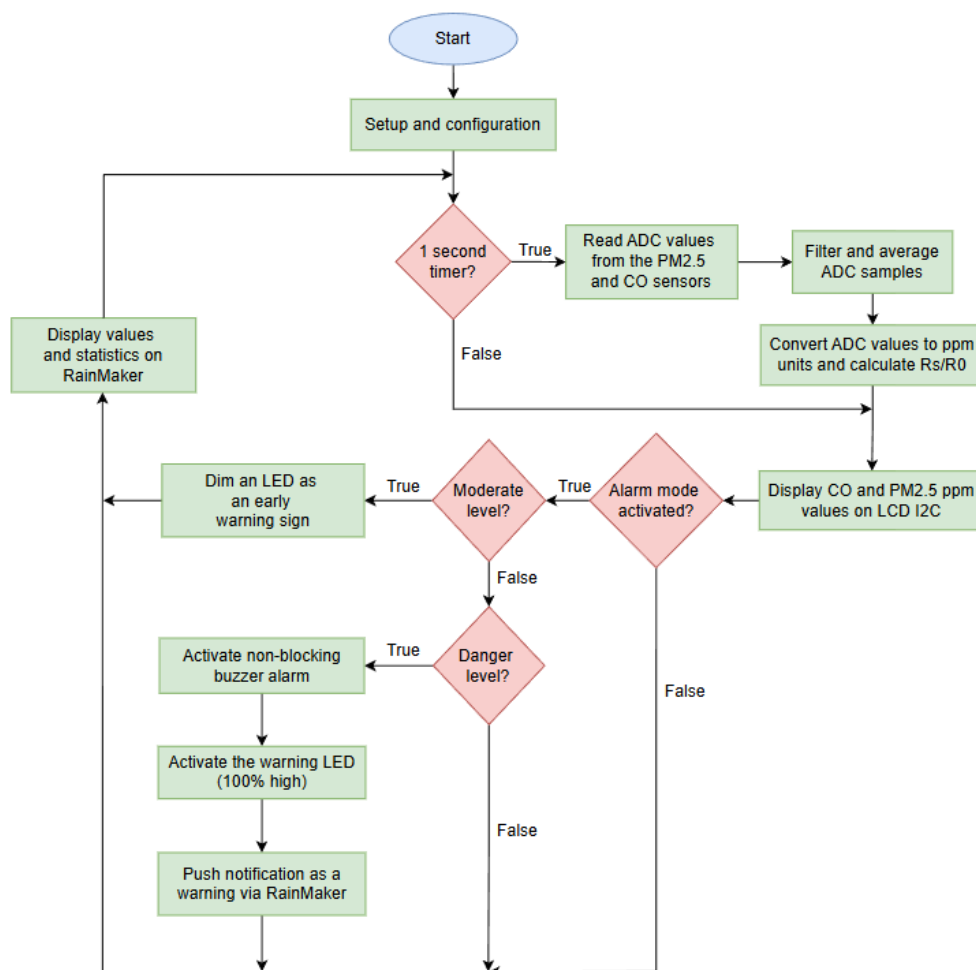 Start
Setup and configuration
1 second
timer?
True
Read ADC values
from the PM2.5
and CO sensors
Filter and average
ADC samples
False
Convert ADC values to ppm
units and calculate Rs/R0
Display values
and statistics on
RainMaker
Dim an LED as
an early
warning sign
True
Moderate
level?
True
Alarm mode
activated?
Display CO and PM2.5 ppm
values on LCD I2C
False
Activate non-blocking
buzzer alarm
True
Danger
level?
False
Activate the warning LED
(100% high)
False
Push notification as a
warning via RainMaker